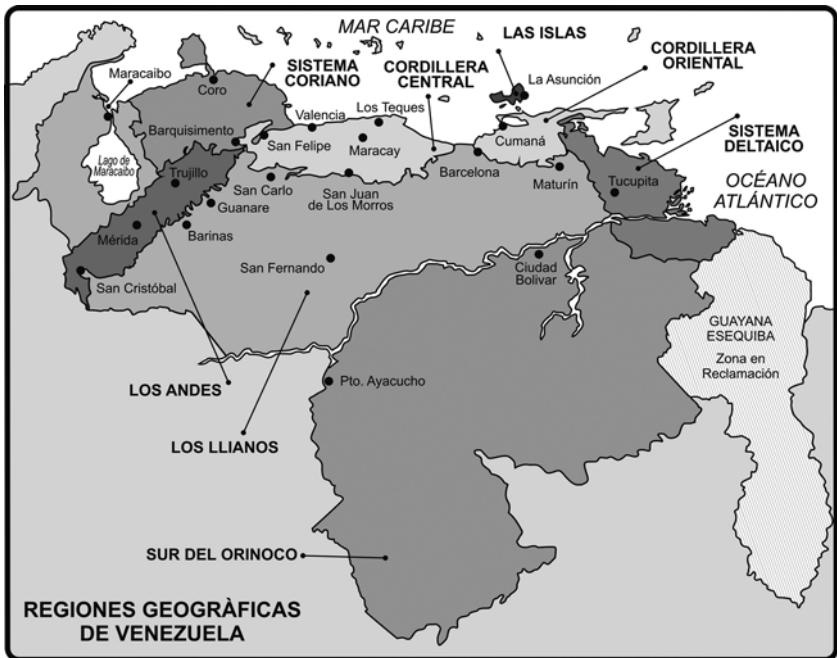 MAR CARIBE
LAS ISLAS
CORDILLERA
ORIENTAL
SISTEMA
CORIANO
CORDILLERA
CENTRAL
Maracaibo
Coro
La Asunción
Los Teques
Valencia
Barquisimento
San Felipe
Maracay
Cumaná
SISTEMA
DELTAICO
Lago de
Maracaibo
Trujillo
San Carlo
San Juan
de Los Morros
Barcelona
Maturín
Tucupita
OCÉANO
ATLÁNTICO
Guanare
Mérida
Barinas
San Fernando
Ciudad
Bolivar
San Cristóbal
GUAYANA
ESEQUIBA
Zona en
Reclamación
LOS ANDES
Pto. Ayacucho
LOS LLIANOS
SUR DEL ORINOCO
REGIONES GEOGRÀFICAS
DE VENEZUELA